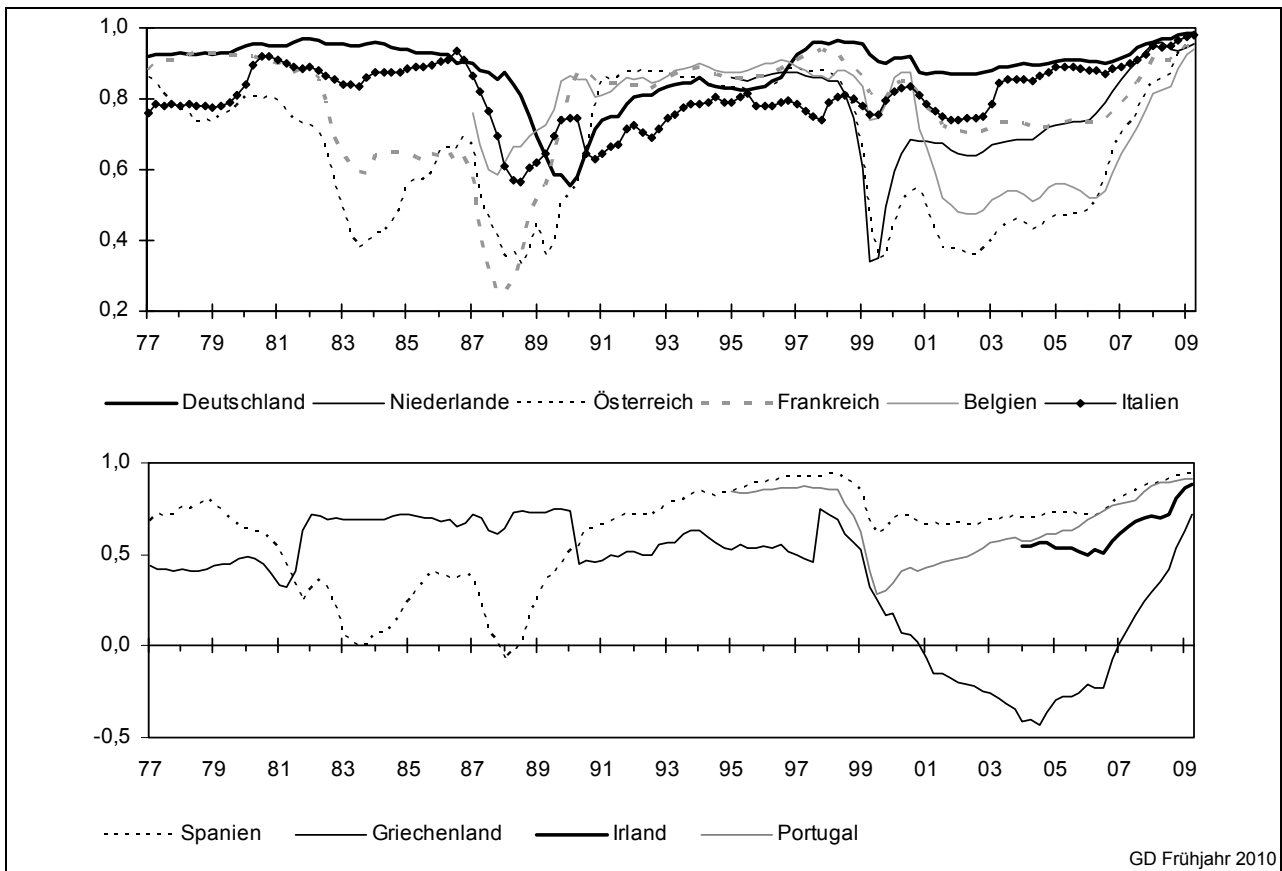 1,0
0,8
0,6
0,4
0,2
77 79 81 83 85 87 89 91 93 95 97 99 01 03 05 07 09
Deutschland Niederlande Österreich Frankreich Belgien Italien
1,0
0,5
0,0
-0,5
77 79 81 83 85 87 89 91 93 95 97 99 01 03 05 07 09
Spanien Griechenland Irland Portugal
GD Frühjahr 2010